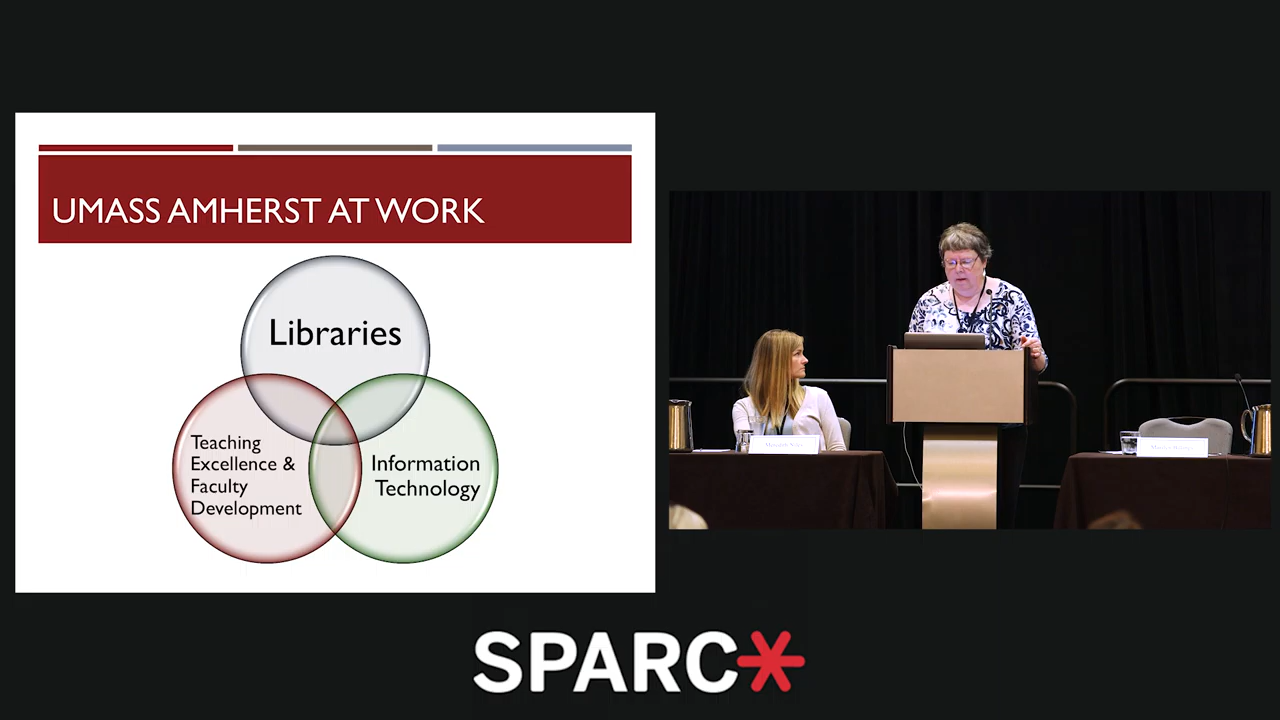 UMASS AMHERST AT WORK
Libraries
Teaching
Excellence &
Faculty
Development
Information
Technology
SPARC